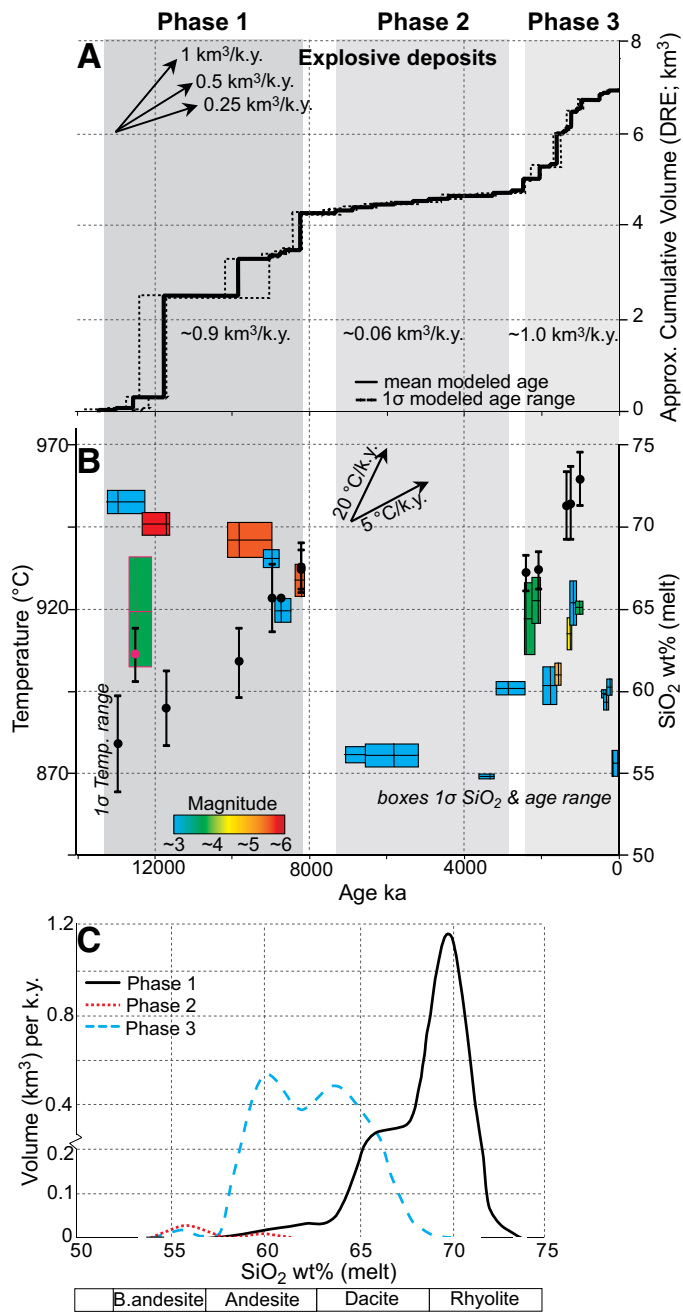 Phase 1 Phase 2 Phase 3
A Explosive deposits
1 km³/k.y.
0.5 km³/k.y.
0.25 km³/k.y.
~0.9 km³/k.y. ~0.06 km³/k.y. ~1.0 km³/k.y.
mean modeled age
1σ modeled age range
8
6
4
2
0
Approx. Cumulative Volume (DRE; km³)
B
970
920
870
Temperature (°C)
20 °C/k.y.
5 °C/k.y.
75
70
65
60
55
50
SiO₂ wt% (melt)
1σ Temp. range
Magnitude
~3 ~4 ~5 ~6
boxes 1σ SiO₂ & age range
12000 8000 4000 0
Age ka
C
Phase 1
Phase 2
Phase 3
1.2
0.8
0.4
0.2
0.1
0
Volume (km³) per k.y.
50 55 60 65 70 75
SiO₂ wt% (melt)
B.andesite Andesite Dacite Rhyolite